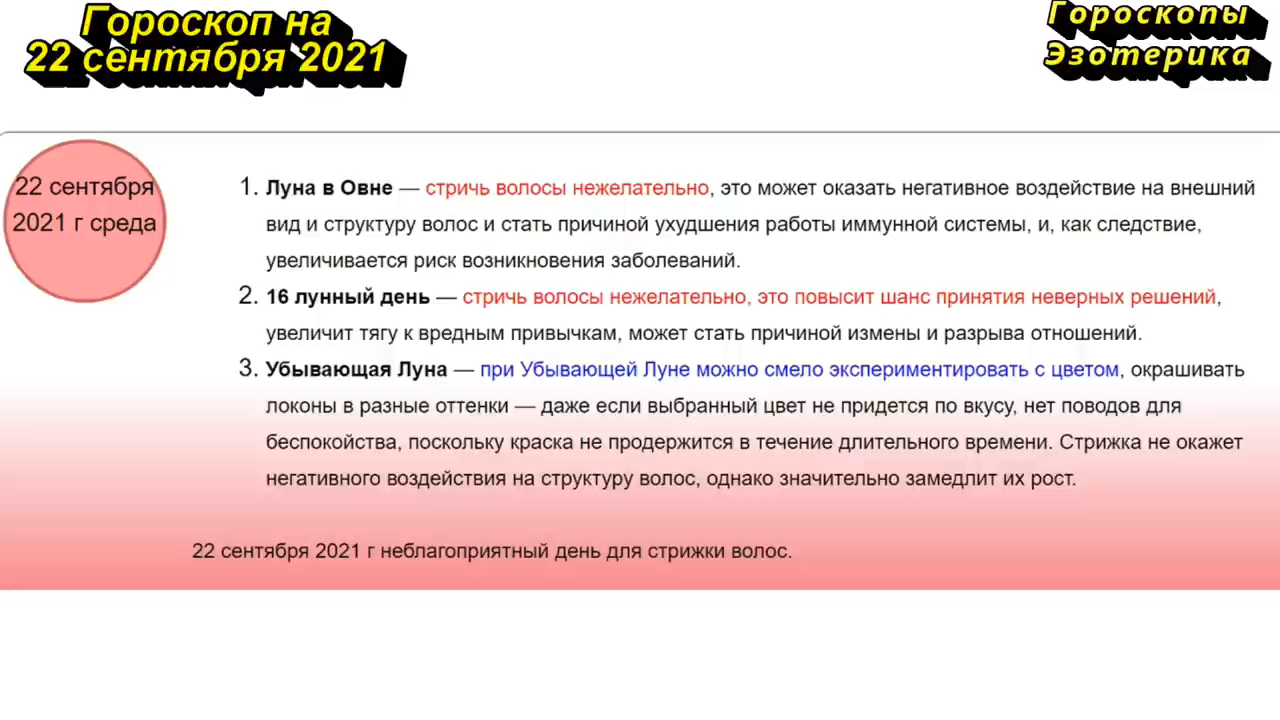 Гороскоп на
22 сентября 2021
Гороскопы
Эзотерика
22 сентября
2021 г среда
1. Луна в Овне — стричь волосы нежелательно, это может оказать негативное воздействие на внешний
вид и структуру волос и стать причиной ухудшения работы иммунной системы, и, как следствие,
увеличивается риск возникновения заболеваний.
2. 16 лунный день — стричь волосы нежелательно, это повысит шанс принятия неверных решений,
увеличит тягу к вредным привычкам, может стать причиной измены и разрыва отношений.
3. Убывающая Луна — при Убывающей Луне можно смело экспериментировать с цветом, окрашивать
локоны в разные оттенки — даже если выбранный цвет не придется по вкусу, нет поводов для
беспокойства, поскольку краска не продержится в течение длительного времени. Стрижка не окажет
негативного воздействия на структуру волос, однако значительно замедлит их рост.
22 сентября 2021 г неблагоприятный день для стрижки волос.